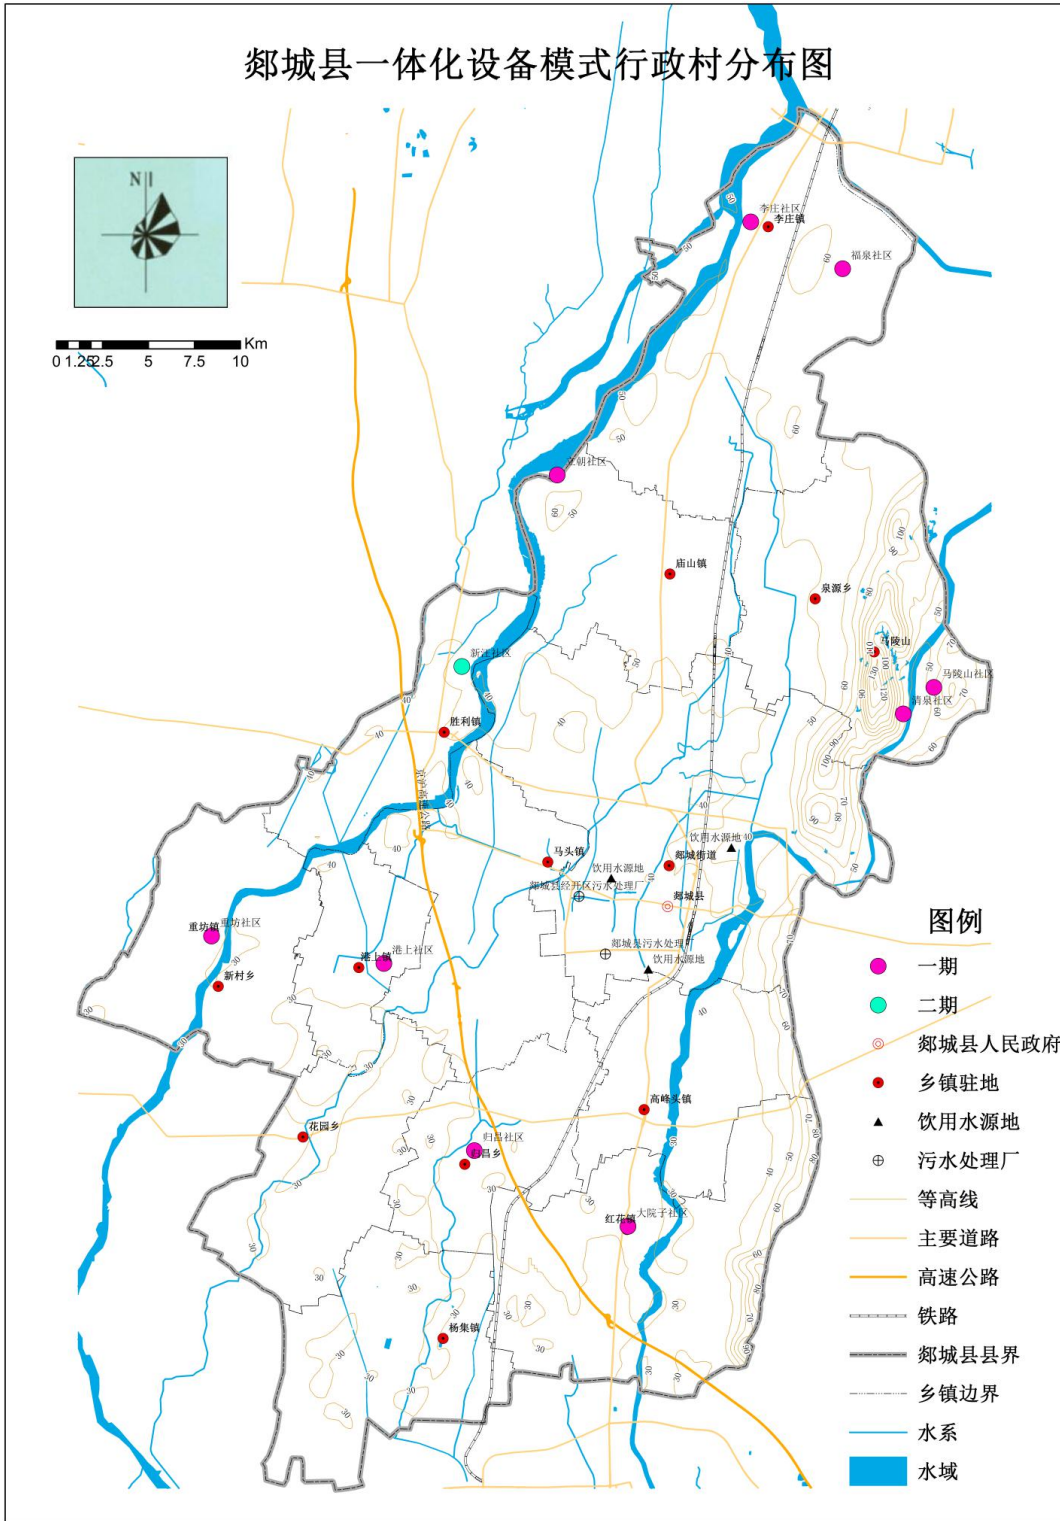 郯城县一体化设备模式行政村分布图
N
0 1.25 2.5 5 7.5 10 Km
李庄社区
李庄镇
福泉社区
立朝社区
庙山镇
泉源乡
马陵山
马陵山社区
清泉社区
新汪社区
胜利镇
京沪高速公路
马头镇
饮用水源地
郯城街道
饮用水源地
郯城县经开区污水处理厂
郯城县
郯城县污水处理厂
饮用水源地
重坊镇
重坊社区
新村乡
港上镇
港上社区
高峰头镇
花园乡
归昌社区
归昌乡
红花镇
大院子社区
杨集镇
图例
一期
二期
郯城县人民政府
乡镇驻地
饮用水源地
污水处理厂
等高线
主要道路
高速公路
铁路
郯城县县界
乡镇边界
水系
水域